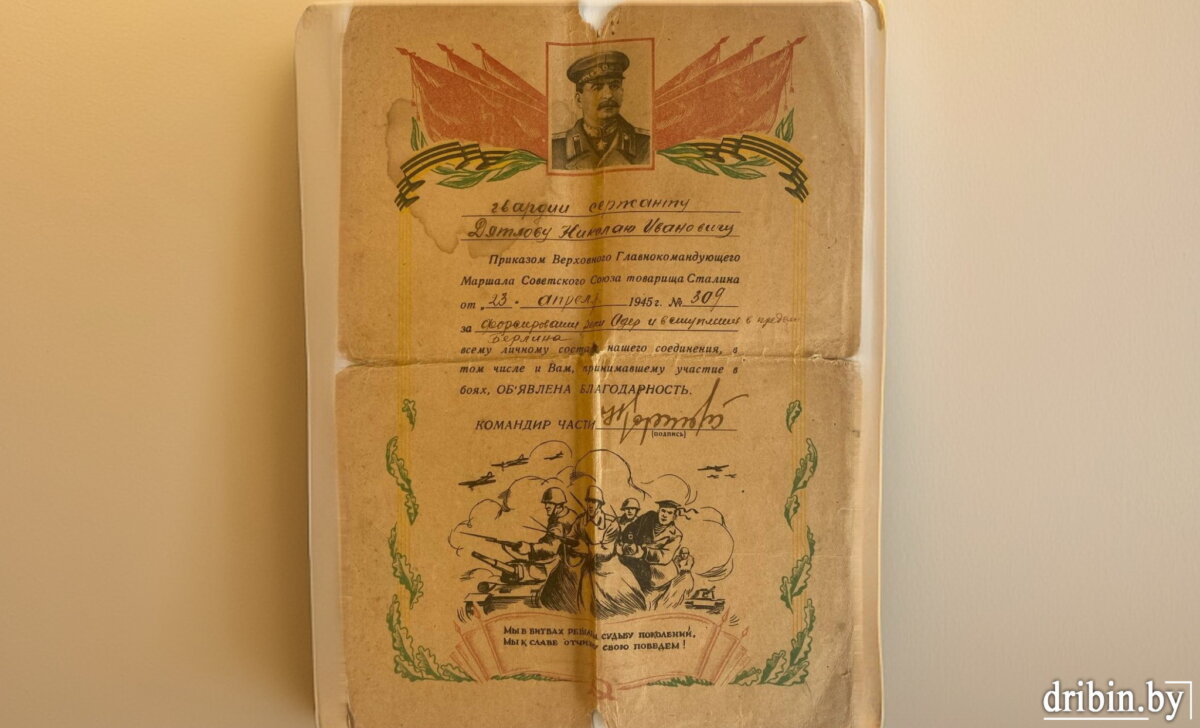 гвардии сержанту
Дятлову Николаю Ивановичу
Приказом Верховного Главнокомандующего
Маршала Советского Союза товарища Сталина
от „23" апреля 1945 г. № 309
за форсирование реки Одер и вступление в пределы
Берлина
всему личному составу нашего соединения, в
том числе и Вам, принимавшему участие в
боях, ОБ'ЯВЛЕНА БЛАГОДАРНОСТЬ.
КОМАНДИР ЧАСТИ
(подпись)
МЫ В БИТВАХ РЕШАЕМ СУДЬБУ ПОКОЛЕНИЙ,
МЫ К СЛАВЕ ОТЧИЗНУ СВОЮ ПОВЕДЕМ!
dribin.by